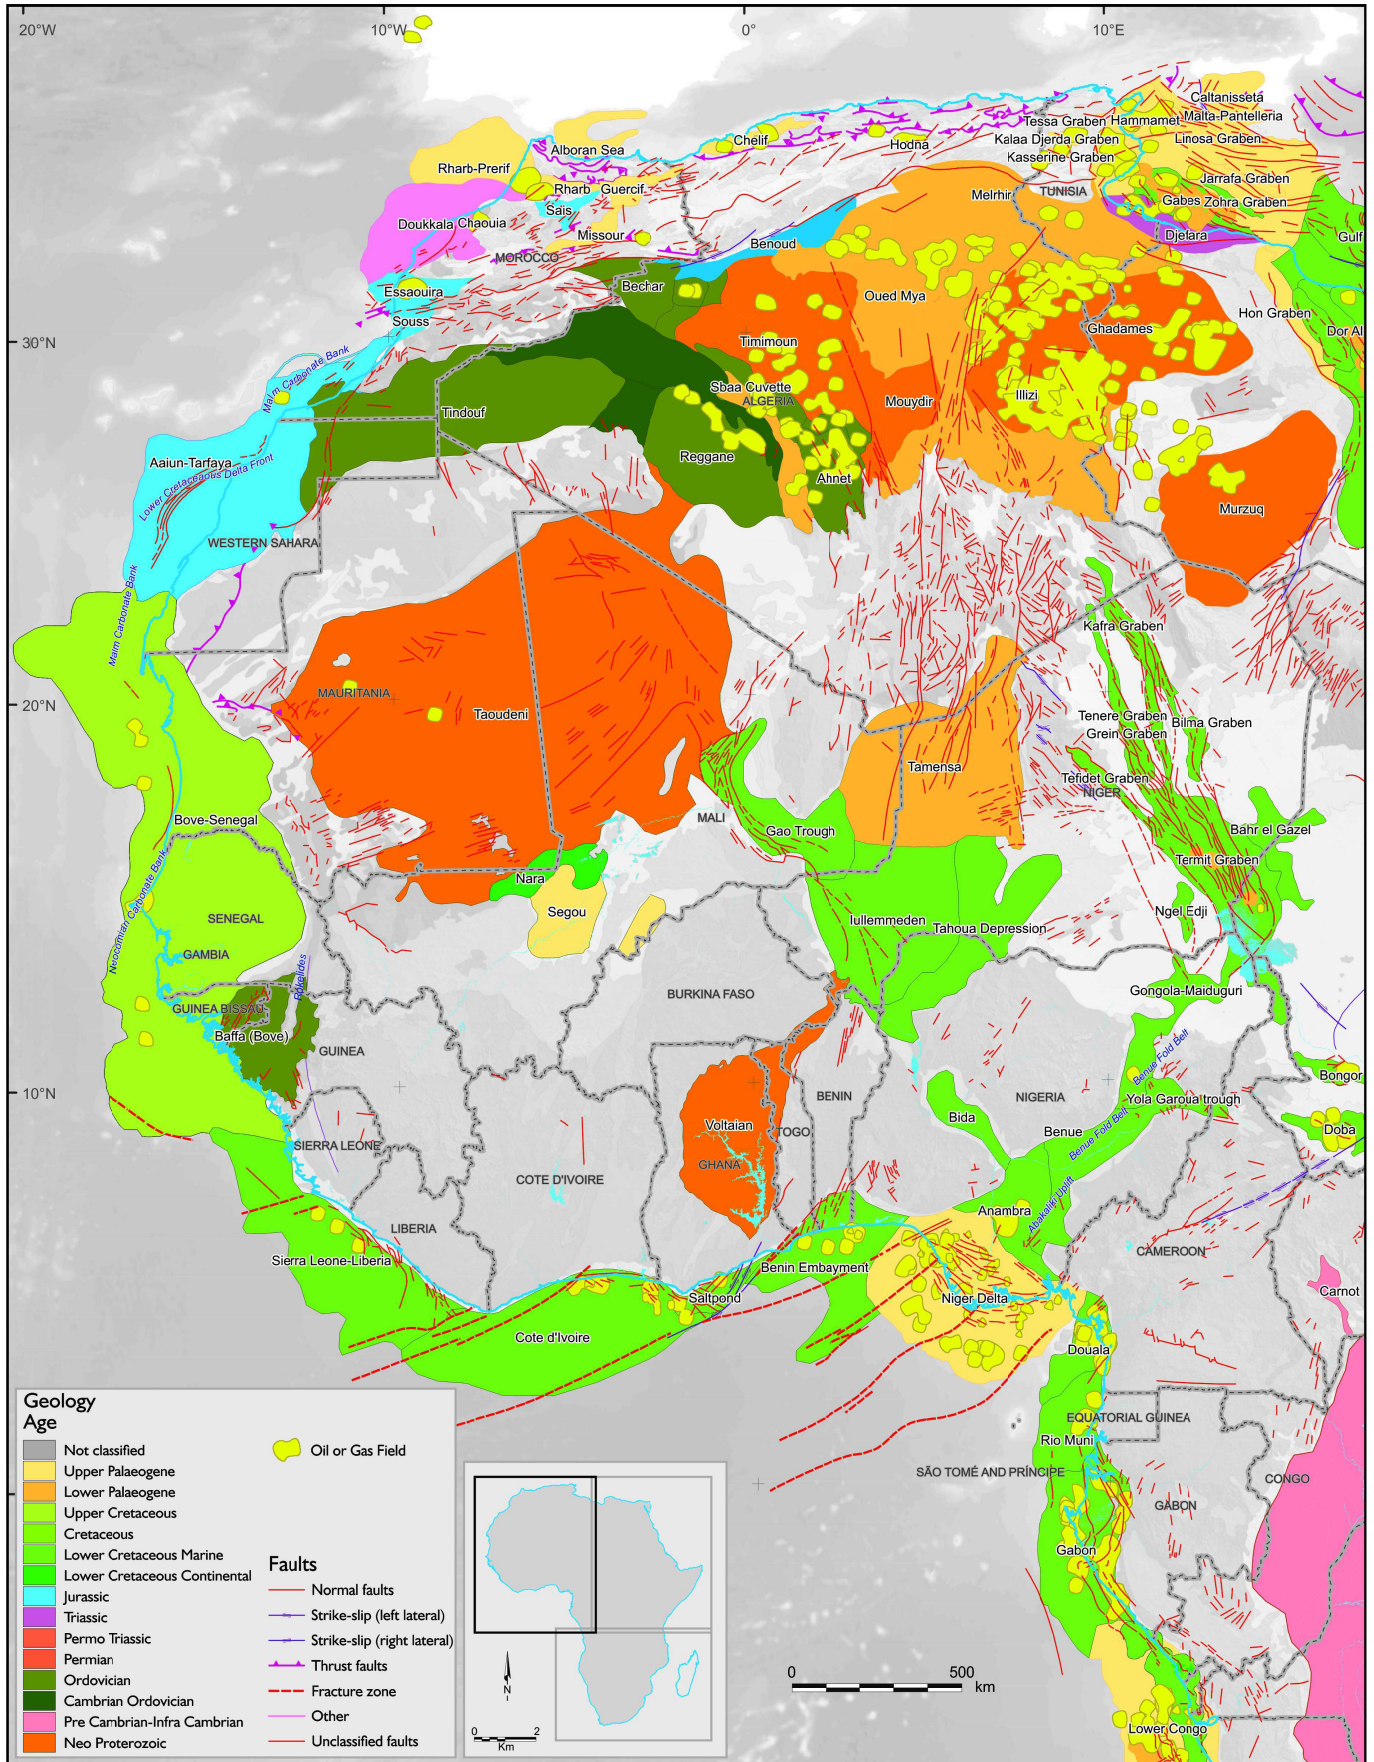 20°W
10°W
0°
10°E
Caltanisseta
Malta-Pantelleria
Tessa Graben
Hammamet
Linosa Graben
Kalaa Djerda Graben
Kasserine Graben
Chelif
Hodna
Alboran Sea
Rharb-Prerif
Jarrafa Graben
Rharb
Guercif
Melrhir
TUNISIA
Gabes
Zohra Graben
Sais
Doukkala
Chaouia
Missour
Djefara
Gulf
Benoud
MOROCCO
Bechar
Essaouira
Oued Mya
Souss
Hon Graben
30°N
Timimoun
Ghadames
Dor Al
Malm Carbonate Bank
Sbaa Cuvette
ALGERIA
Mouydir
Illizi
Tindouf
Reggane
Aaiun-Tarfaya
Lower Cretaceaous Delta Front
Ahnet
Murzuq
WESTERN SAHARA
Malm Carbonate Bank
Kafra Graben
MAURITANIA
20°N
Taoudeni
Tenere Graben
Bilma Graben
Grein Graben
Tamensa
Tefidet Graben
NIGER
Bove-Senegal
MALI
Gao Trough
Bahr el Gazel
Termit Graben
Nara
Segou
Neocomian Carbonate Bank
SENEGAL
Iullemmeden
Tahoua Depression
Ngel Edji
GAMBIA
Rokelides
BURKINA FASO
Gongola-Maiduguri
GUINEA BISSAU
Baffa (Bove)
GUINEA
Benue Fold Belt
Bongor
10°N
BENIN
NIGERIA
Yola Garoua trough
Bida
Voltaian
TOGO
Benue
Benue Fold Belt
Doba
SIERRA LEONE
GHANA
COTE D'IVOIRE
Abakaliki Uplift
Anambra
LIBERIA
CAMEROON
Sierra Leone-Liberia
Benin Embayment
Carnot
Saltpond
Niger Delta
Cote d'Ivoire
Douala
EQUATORIAL GUINEA
Rio Muni
SÃO TOMÉ AND PRÍNCIPE
CONGO
GABON
Gabon
Lower Congo
Geology
Age
Not classified
Upper Palaeogene
Lower Palaeogene
Upper Cretaceous
Cretaceous
Lower Cretaceous Marine
Lower Cretaceous Continental
Jurassic
Triassic
Permo Triassic
Permian
Ordovician
Cambrian Ordovician
Pre Cambrian-Infra Cambrian
Neo Proterozoic
Oil or Gas Field
Faults
Normal faults
Strike-slip (left lateral)
Strike-slip (right lateral)
Thrust faults
Fracture zone
Other
Unclassified faults
N
0 2
Km
0 500
km